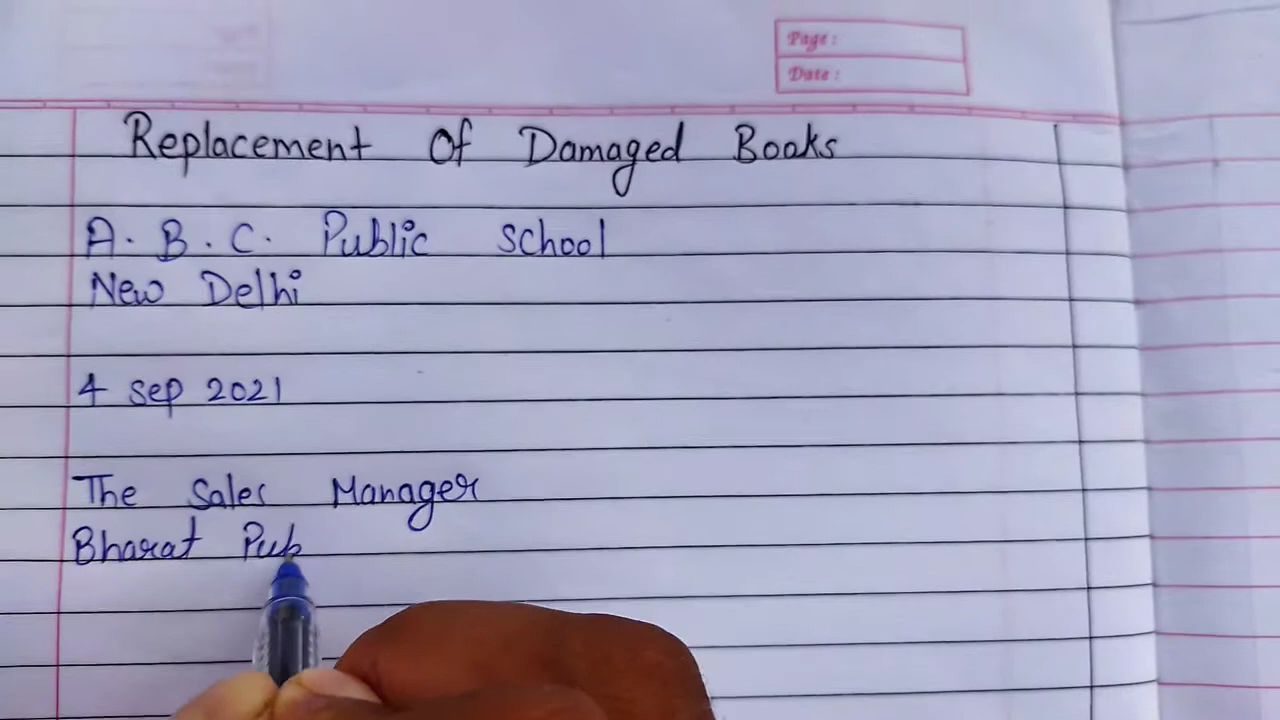 Page:
Date:
Replacement Of Damaged Books
A. B. C. Public School
New Delhi
4 Sep 2021
The Sales Manager
Bharat Pub